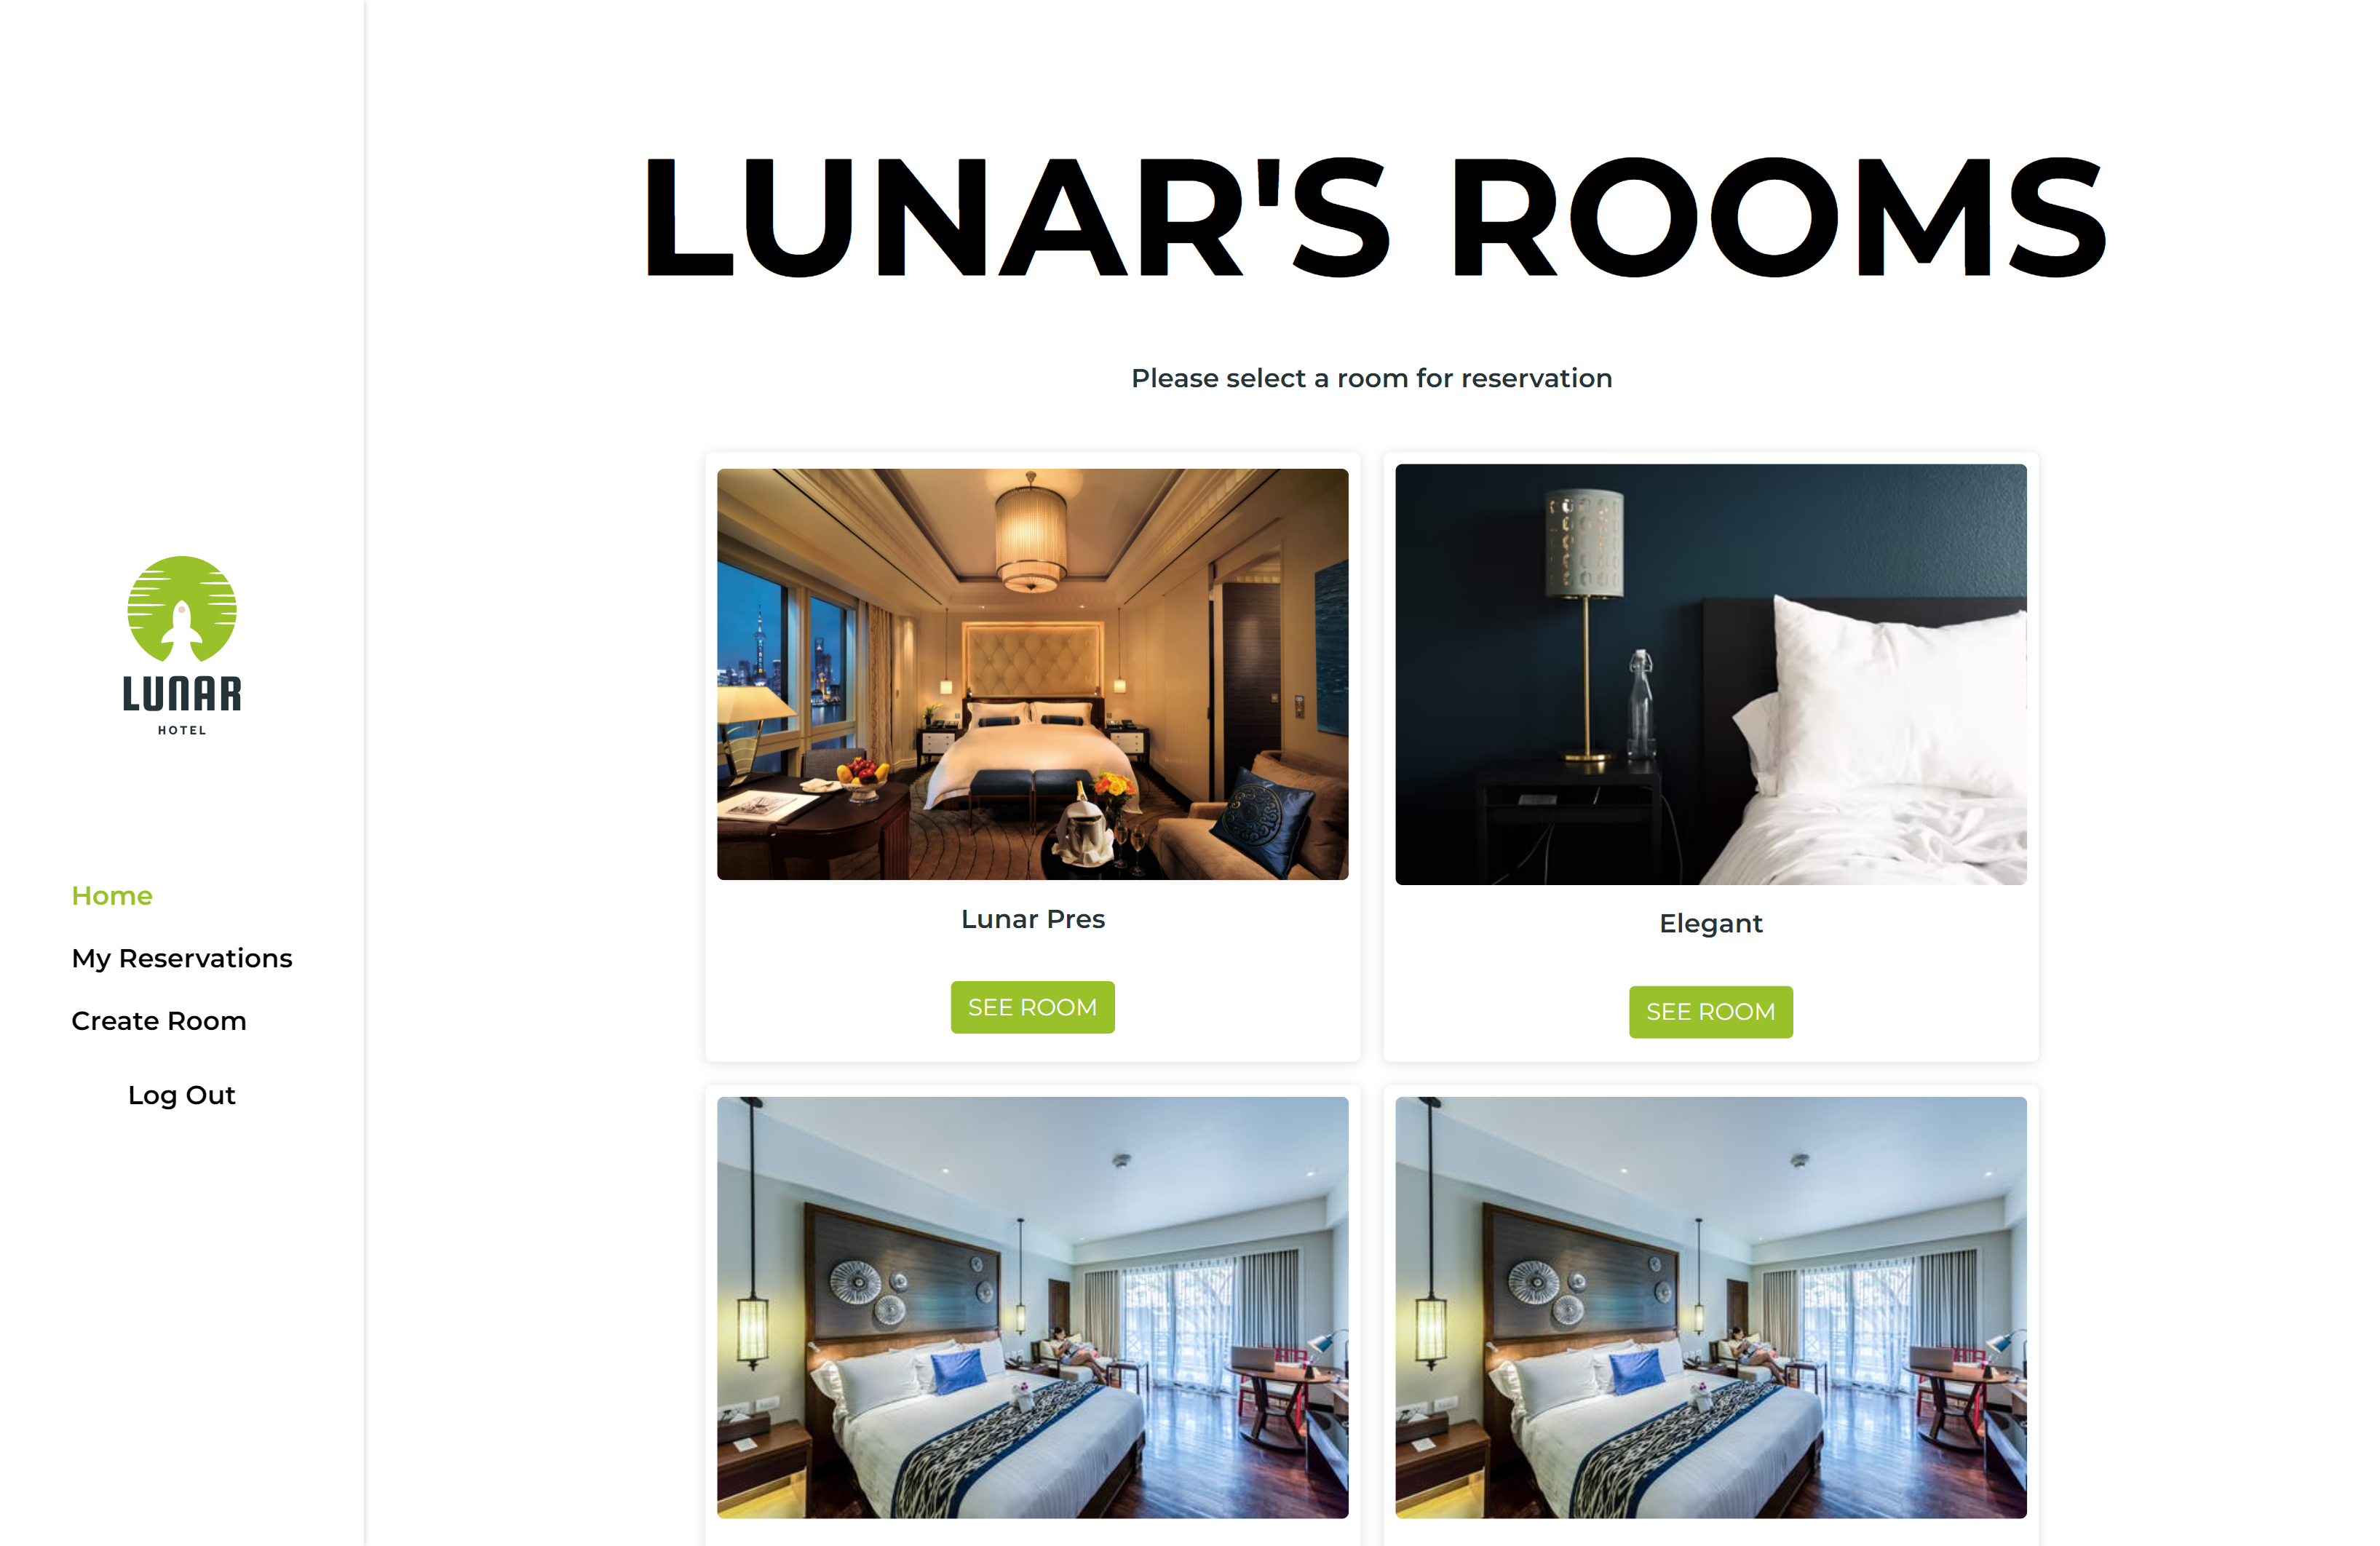 LUNAR
HOTEL
Home
My Reservations
Create Room
Log Out
LUNAR'S ROOMS
Please select a room for reservation
Lunar Pres
SEE ROOM
Elegant
SEE ROOM